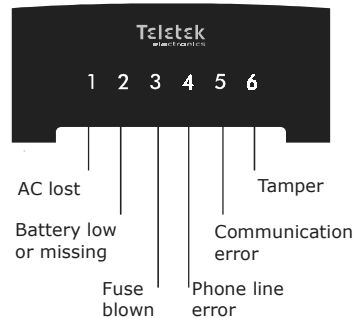 Teletek
electronics
1 2 3 4 5 6
AC lost
Tamper
Battery low
or missing
Communication
error
Fuse
blown
Phone line
error